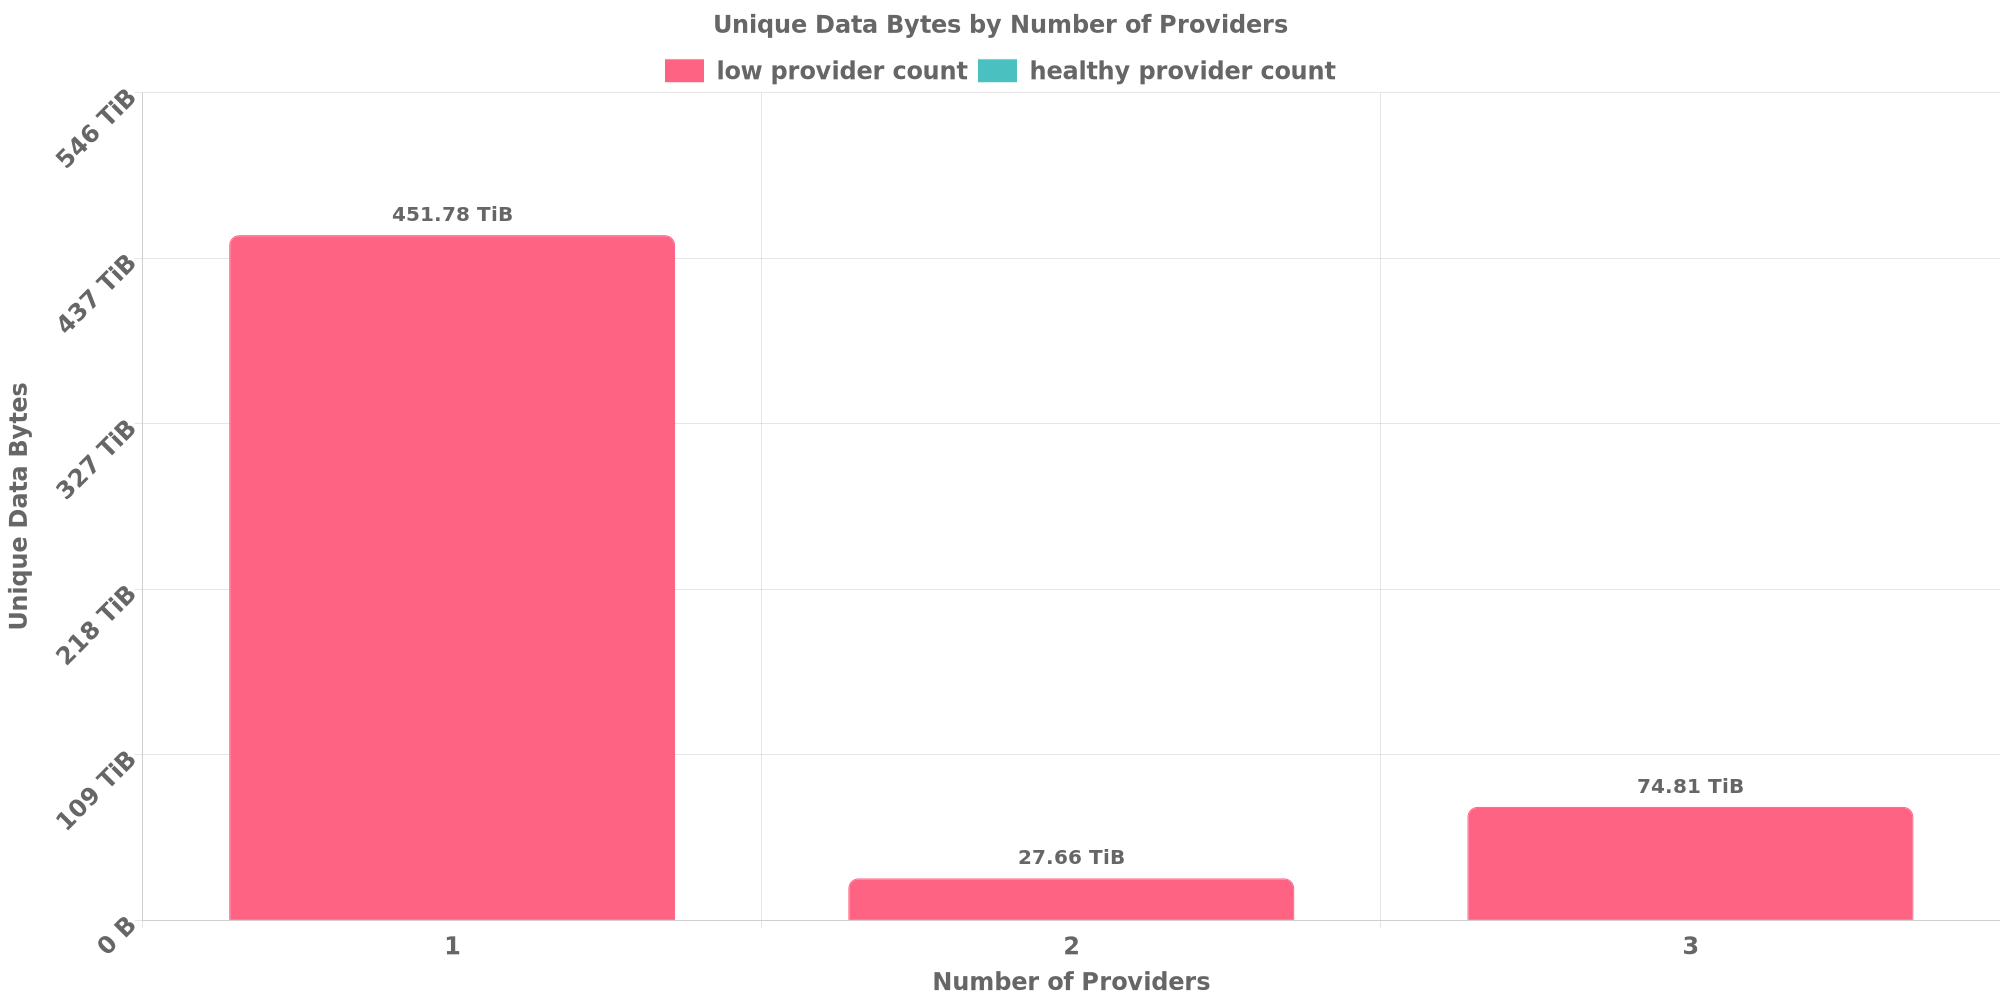 Unique Data Bytes by Number of Providers
low provider count
healthy provider count
546 TiB
437 TiB
327 TiB
218 TiB
109 TiB
0 B
Unique Data Bytes
451.78 TiB
27.66 TiB
74.81 TiB
1
2
3
Number of Providers